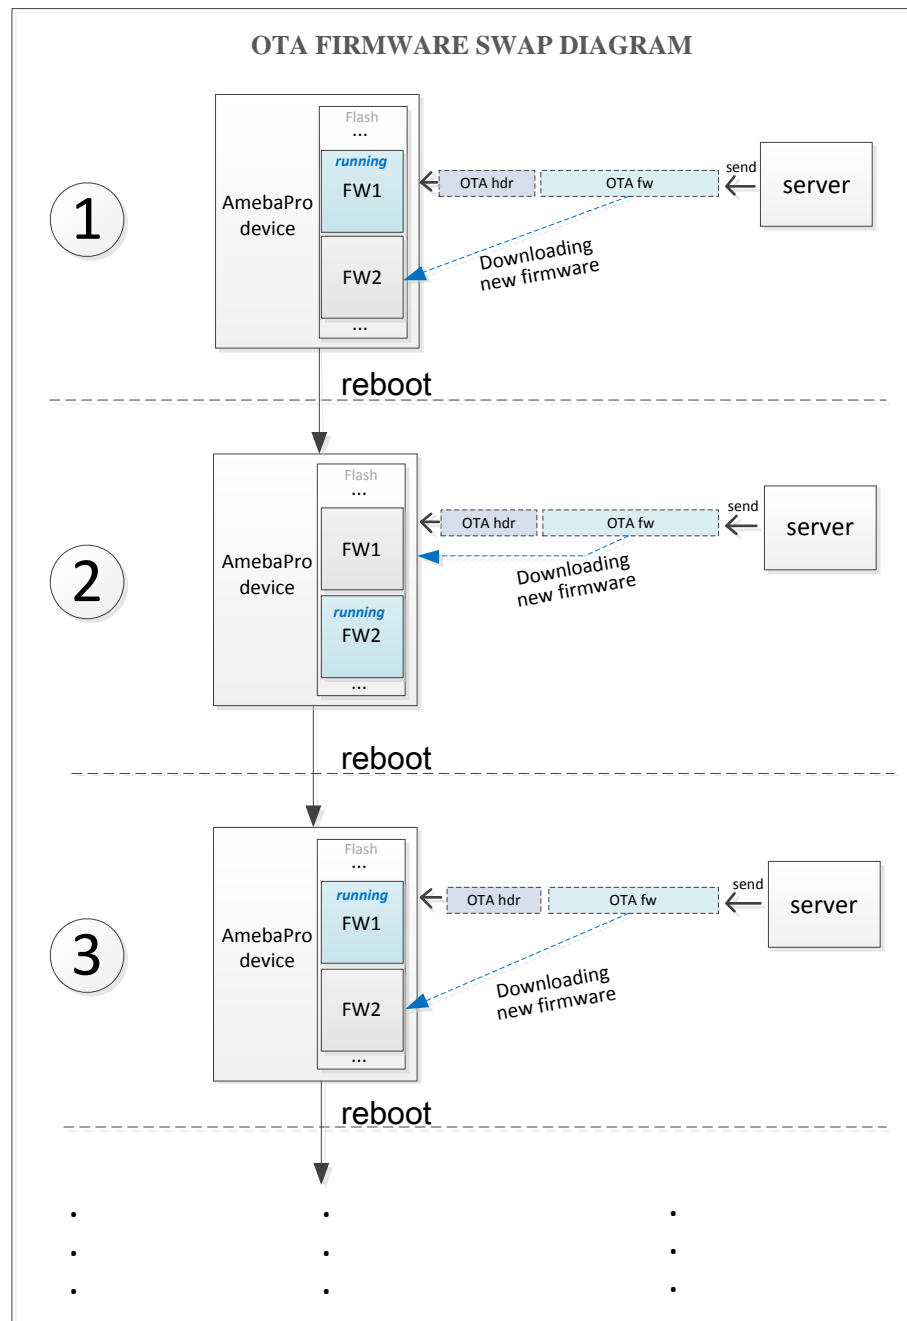 OTA FIRMWARE SWAP DIAGRAM
1
AmebaPro
device
Flash
...
running
FW1
FW2
...
OTA hdr
OTA fw
send
server
Downloading
new firmware
reboot
2
AmebaPro
device
Flash
...
FW1
running
FW2
...
OTA hdr
OTA fw
send
server
Downloading
new firmware
reboot
3
AmebaPro
device
Flash
...
running
FW1
FW2
...
OTA hdr
OTA fw
send
server
Downloading
new firmware
reboot
. . .
. . .
. . .